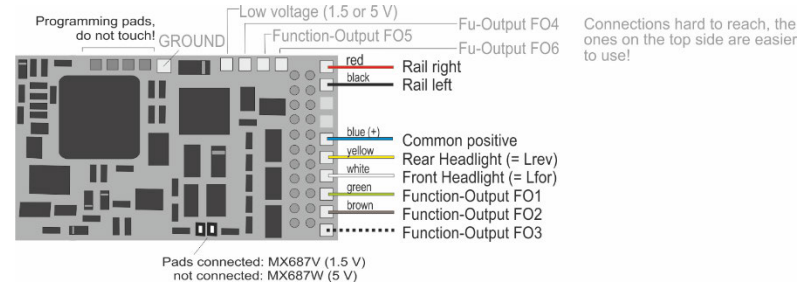 Programming pads,
do not touch!
GROUND
Low voltage (1.5 or 5 V)
Function-Output FO5
Fu-Output FO4
Fu-Output FO6
Connections hard to reach, the
ones on the top side are easier
to use!
red
Rail right
black
Rail left
blue (+)
Common positive
yellow
Rear Headlight (= Lrev)
white
Front Headlight (= Lfor)
green
Function-Output FO1
brown
Function-Output FO2
Function-Output FO3
Pads connected: MX687V (1.5 V)
not connected: MX687W (5 V)